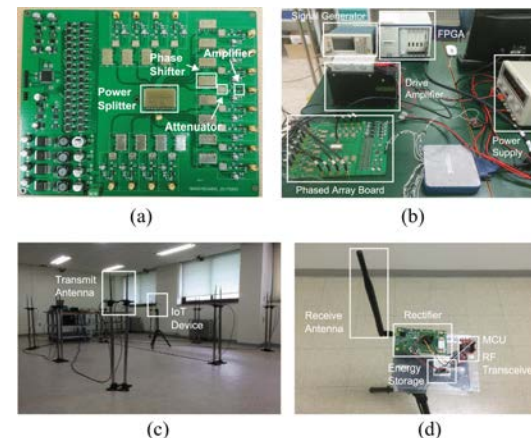 Amplifier
Phase
Shifter
Power
Splitter
Attenuator
(a)
Signal Generator
FPGA
Drive
Amplifier
Power
Supply
Phased Array Board
(b)
Transmit
Antenna
IoT
Device
(c)
Receive
Antenna
Rectifier
MCU
RF
Transceiver
Energy
Storage
(d)